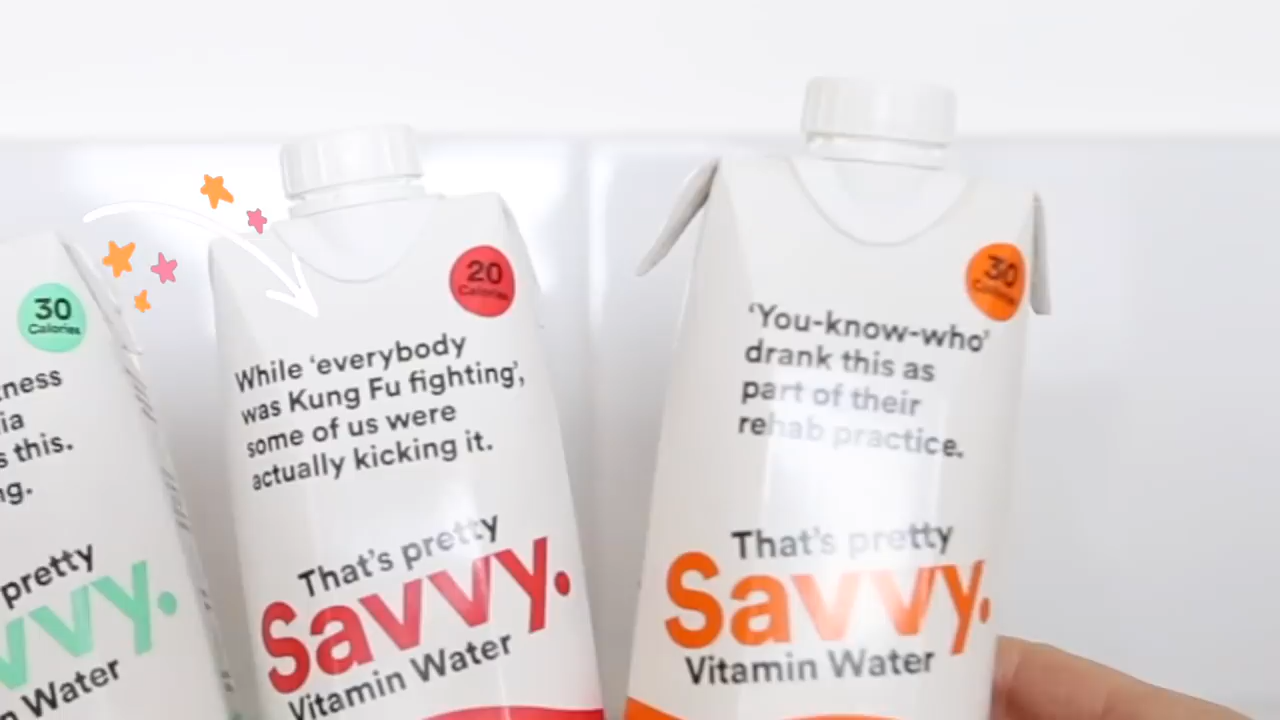 30
Calories
ness
ia
s this.
g.
pretty
vvy.
Water
20
Calories
While ‘everybody
was Kung Fu fighting’,
some of us were
actually kicking it.
That's pretty
Savvy.
Vitamin Water
30
Calories
‘You-know-who’
drank this as
part of their
rehab practice.
That's pretty
Savvy.
Vitamin Water